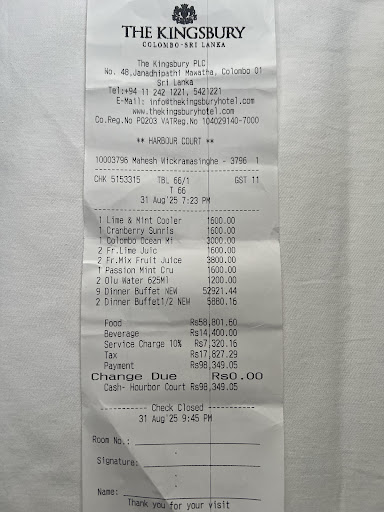 THE KINGSBURY
COLOMBO - SRI LANKA
The Kingsbury PLC
No. 48,Janadhipathi Mawatha, Colombo 01
Sri Lanka
Tel:+94 11 242 1221, 5421221
E-Mail: info@thekingsburyhotel.com
www.thekingsburyhotel.com
Co.Reg.No PQ203 VATReg.No 104029140-7000
** HARBOUR COURT **
10003796 Mahesh Wickramasinghe - 3796 1
CHK 5153315 TBL 66/1 GST 11
T 66
31 Aug'25 7:23 PM
1 Lime & Mint Cooler 1600.00
1 Cranberry Sunris 1600.00
1 Colombo Ocean Mi 3000.00
2 Fr.Lime Juic 1600.00
2 Fr.Mix Fruit Juice 3800.00
1 Passion Mint Cru 1600.00
2 Olu Water 625Ml 1200.00
9 Dinner Buffet NEW 52921.44
2 Dinner Buffet1/2 NEW 5880.16
Food Rs58,801.60
Beverage Rs14,400.00
Service Charge 10% Rs7,320.16
Tax Rs17,827.29
Payment Rs98,349.05
Change Due Rs0.00
Cash- Hourbor Court Rs98,349.05
Check Closed
31 Aug'25 9:45 PM
Room No.:
Signature:
Name:
Thank you for your visit